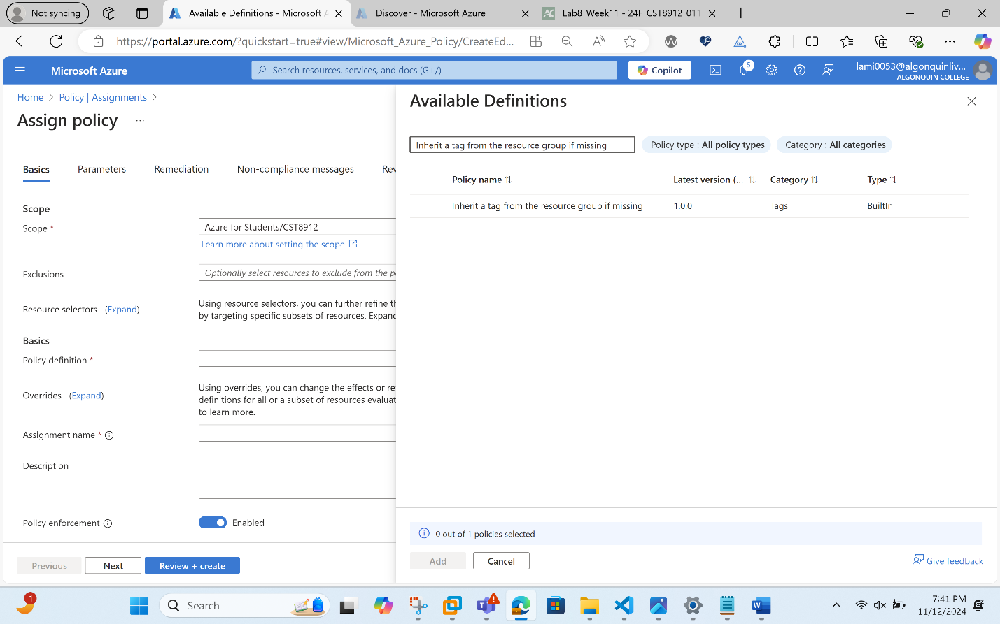 Not syncing
Available Definitions - Microsoft A
Discover - Microsoft Azure
Lab8_Week11 - 24F_CST8912_011
https://portal.azure.com/?quickstart=true#view/Microsoft_Azure_Policy/CreateEd...
Microsoft Azure
Search resources, services, and docs (G+/)
Copilot
5
lami0053@algonquinliv...
ALGONQUIN COLLEGE
Home > Policy | Assignments >
Assign policy ...
Basics
Parameters
Remediation
Non-compliance messages
Rev
Scope
Scope *
Azure for Students/CST8912
Learn more about setting the scope
Exclusions
Optionally select resources to exclude from the p
Resource selectors (Expand)
Using resource selectors, you can further refine th
by targeting specific subsets of resources. Expand
Basics
Policy definition *
Overrides (Expand)
Using overrides, you can change the effects or re
definitions for all or a subset of resources evaluat
to learn more.
Assignment name *
Description
Policy enforcement
Enabled
Previous
Next
Review + create
Available Definitions
Inherit a tag from the resource group if missing
Policy type : All policy types
Category : All categories
Policy name
Latest version (...
Category
Type
Inherit a tag from the resource group if missing
1.0.0
Tags
BuiltIn
0 out of 1 policies selected
Add
Cancel
Give feedback
1
Search
7:41 PM
11/12/2024